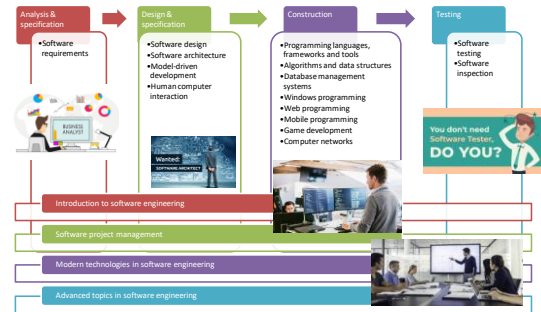 Analysis &
specification
Design &
specification
Construction
Testing
•Software
requirements
•Software design
•Software architecture
•Model-driven
development
•Human computer
interaction
•Programming languages,
frameworks and tools
•Algorithms and data structures
•Database management
systems
•Windows programming
•Web programming
•Mobile programming
•Game development
•Computer networks
•Software
testing
•Software
inspection
BUSINESS
ANALYST
Wanted:
SOFTWARE ARCHITECT
You don't need
Software Tester,
DO YOU?
Introduction to software engineering
Software project management
Modern technologies in software engineering
Advanced topics in software engineering